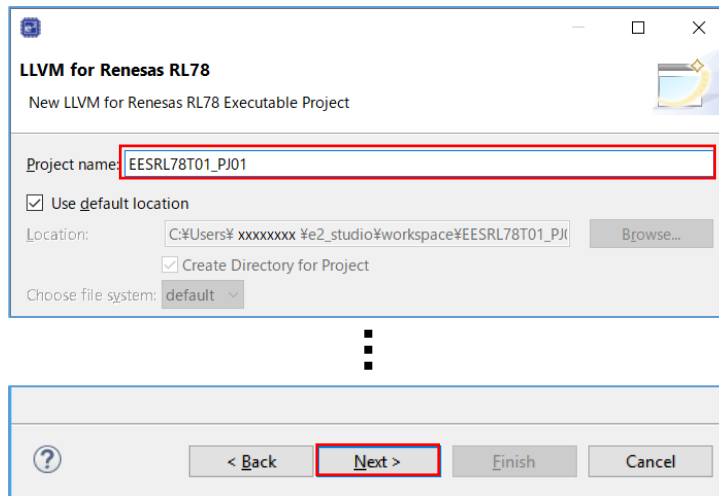 LLVM for Renesas RL78
New LLVM for Renesas RL78 Executable Project
Project name: EESRL78T01_PJ01
Use default location
Location: C:¥Users¥ xxxxxxxx ¥e2_studio¥workspace¥EESRL78T01_PJ( Browse...
Create Directory for Project
Choose file system: default
? < Back Next > Finish Cancel